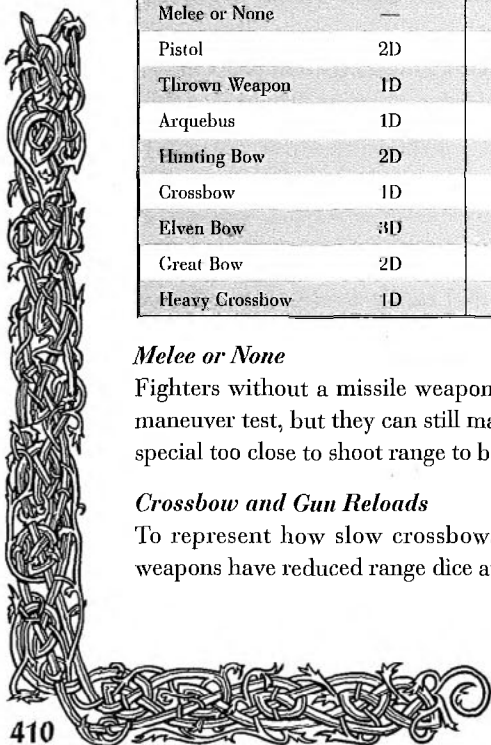 Melee or None —
Pistol 2D
Thrown Weapon 1D
Arquebus 1D
Hunting Bow 2D
Crossbow 1D
Elven Bow 3D
Great Bow 2D
Heavy Crossbow 1D
Melee or None
Fighters without a missile weapon
maneuver test, but they can still ma
special too close to shoot range to b
Crossbow and Gun Reloads
To represent how slow crossbow
weapons have reduced range dice a
410